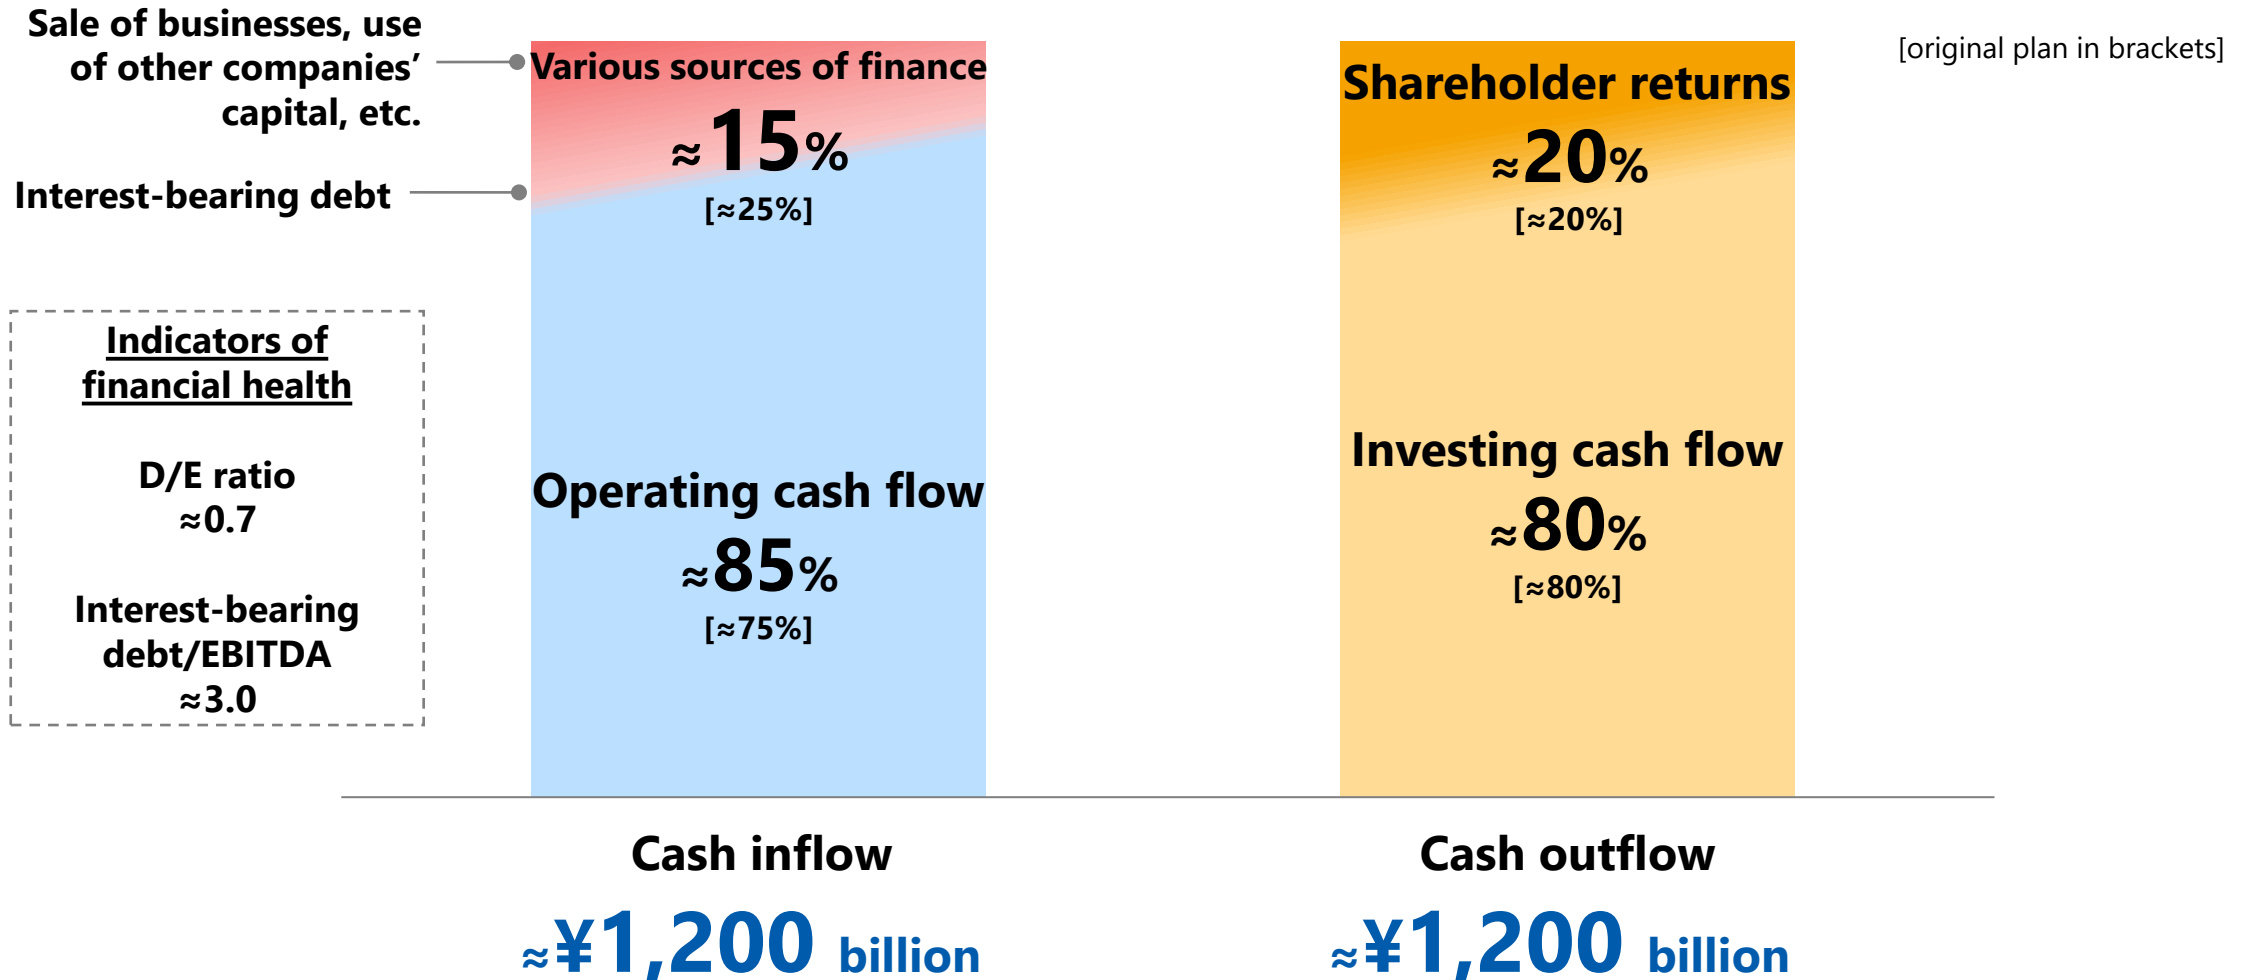 Sale of businesses, use
of other companies’
capital, etc.
Interest-bearing debt
Indicators of
financial health
D/E ratio
≈0.7
Interest-bearing
debt/EBITDA
≈3.0
Various sources of finance
≈15%
[≈25%]
Operating cash flow
≈85%
[≈75%]
Cash inflow
≈¥1,200 billion
[original plan in brackets]
Shareholder returns
≈20%
[≈20%]
Investing cash flow
≈80%
[≈80%]
Cash outflow
≈¥1,200 billion